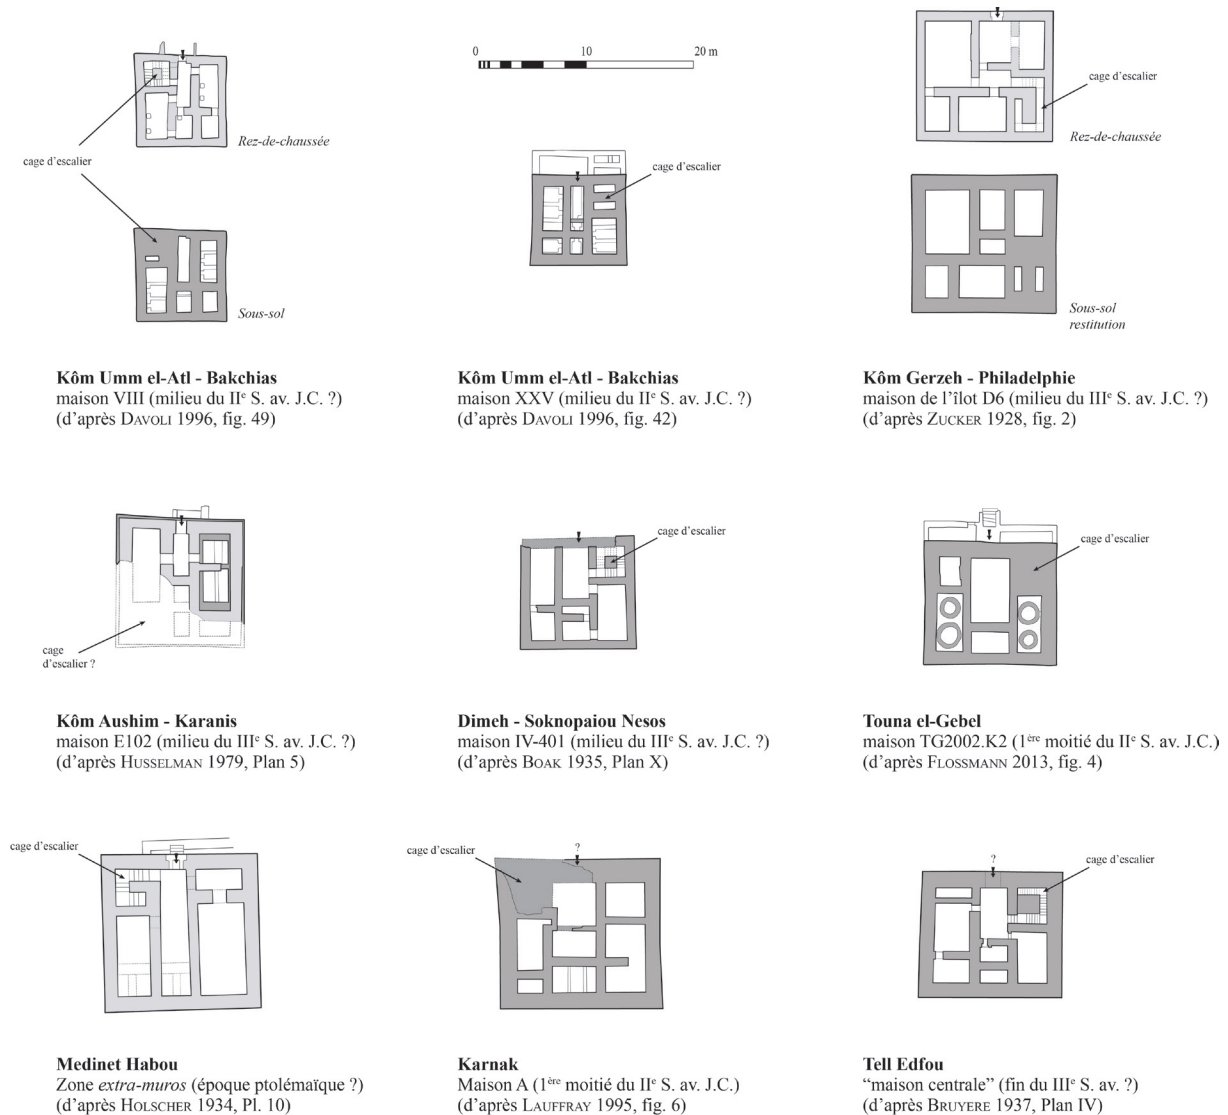 0 10 20 m
cage d’escalier
Rez-de-chaussée
cage d’escalier
cage d’escalier
Rez-de-chaussée
Sous-sol
Sous-sol
restitution
Kôm Umm el-Atl - Bakchias
maison VIII (milieu du IIe S. av. J.C. ?)
(d’après DAVOLI 1996, fig. 49)
Kôm Umm el-Atl - Bakchias
maison XXV (milieu du IIe S. av. J.C. ?)
(d’après DAVOLI 1996, fig. 42)
Kôm Gerzeh - Philadelphie
maison de l’îlot D6 (milieu du IIIe S. av. J.C. ?)
(d’après ZUCKER 1928, fig. 2)
cage
d’escalier ?
cage d’escalier
cage d’escalier
Kôm Aushim - Karanis
maison E102 (milieu du IIIe S. av. J.C. ?)
(d’après HUSSELMAN 1979, Plan 5)
Dimeh - Soknopaiou Nesos
maison IV-401 (milieu du IIIe S. av. J.C. ?)
(d’après BOAK 1935, Plan X)
Touna el-Gebel
maison TG2002.K2 (1ère moitié du IIe S. av. J.C.)
(d’après FLOSSMANN 2013, fig. 4)
cage d’escalier
cage d’escalier
?
?
cage d’escalier
Medinet Habou
Zone extra-muros (époque ptolémaïque ?)
(d’après HOLSCHER 1934, Pl. 10)
Karnak
Maison A (1ère moitié du IIe S. av. J.C.)
(d’après LAUFFRAY 1995, fig. 6)
Tell Edfou
“maison centrale” (fin du IIIe S. av. ?)
(d’après BRUYERE 1937, Plan IV)